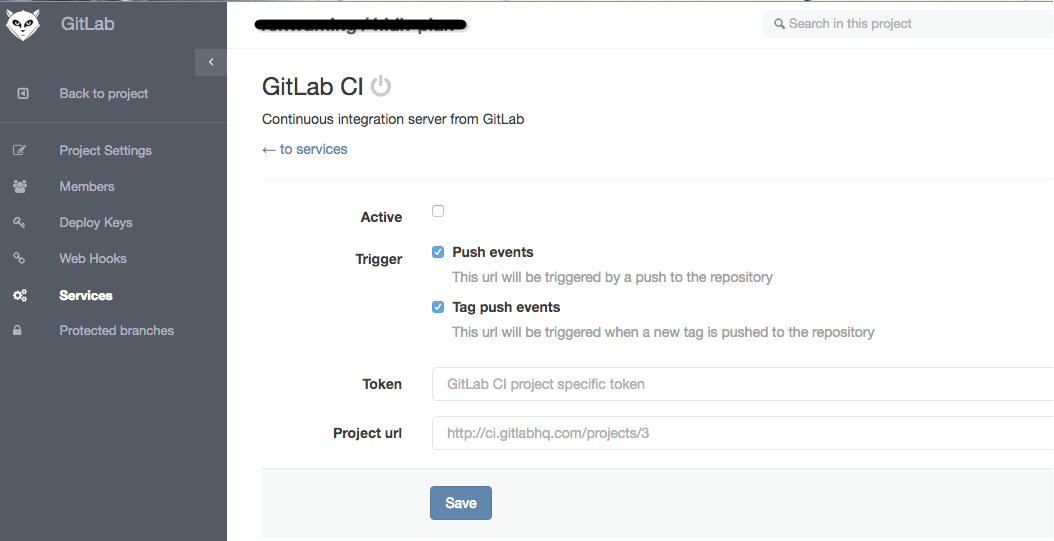 GitLab
Search in this project
GitLab CI
Back to project
Continuous integration server from GitLab
← to services
Project Settings
Members
Deploy Keys
Web Hooks
Services
Protected branches
Active
Trigger
Push events
This url will be triggered by a push to the repository
Tag push events
This url will be triggered when a new tag is pushed to the repository
Token
GitLab CI project specific token
Project url
http://ci.gitlabhq.com/projects/3
Save